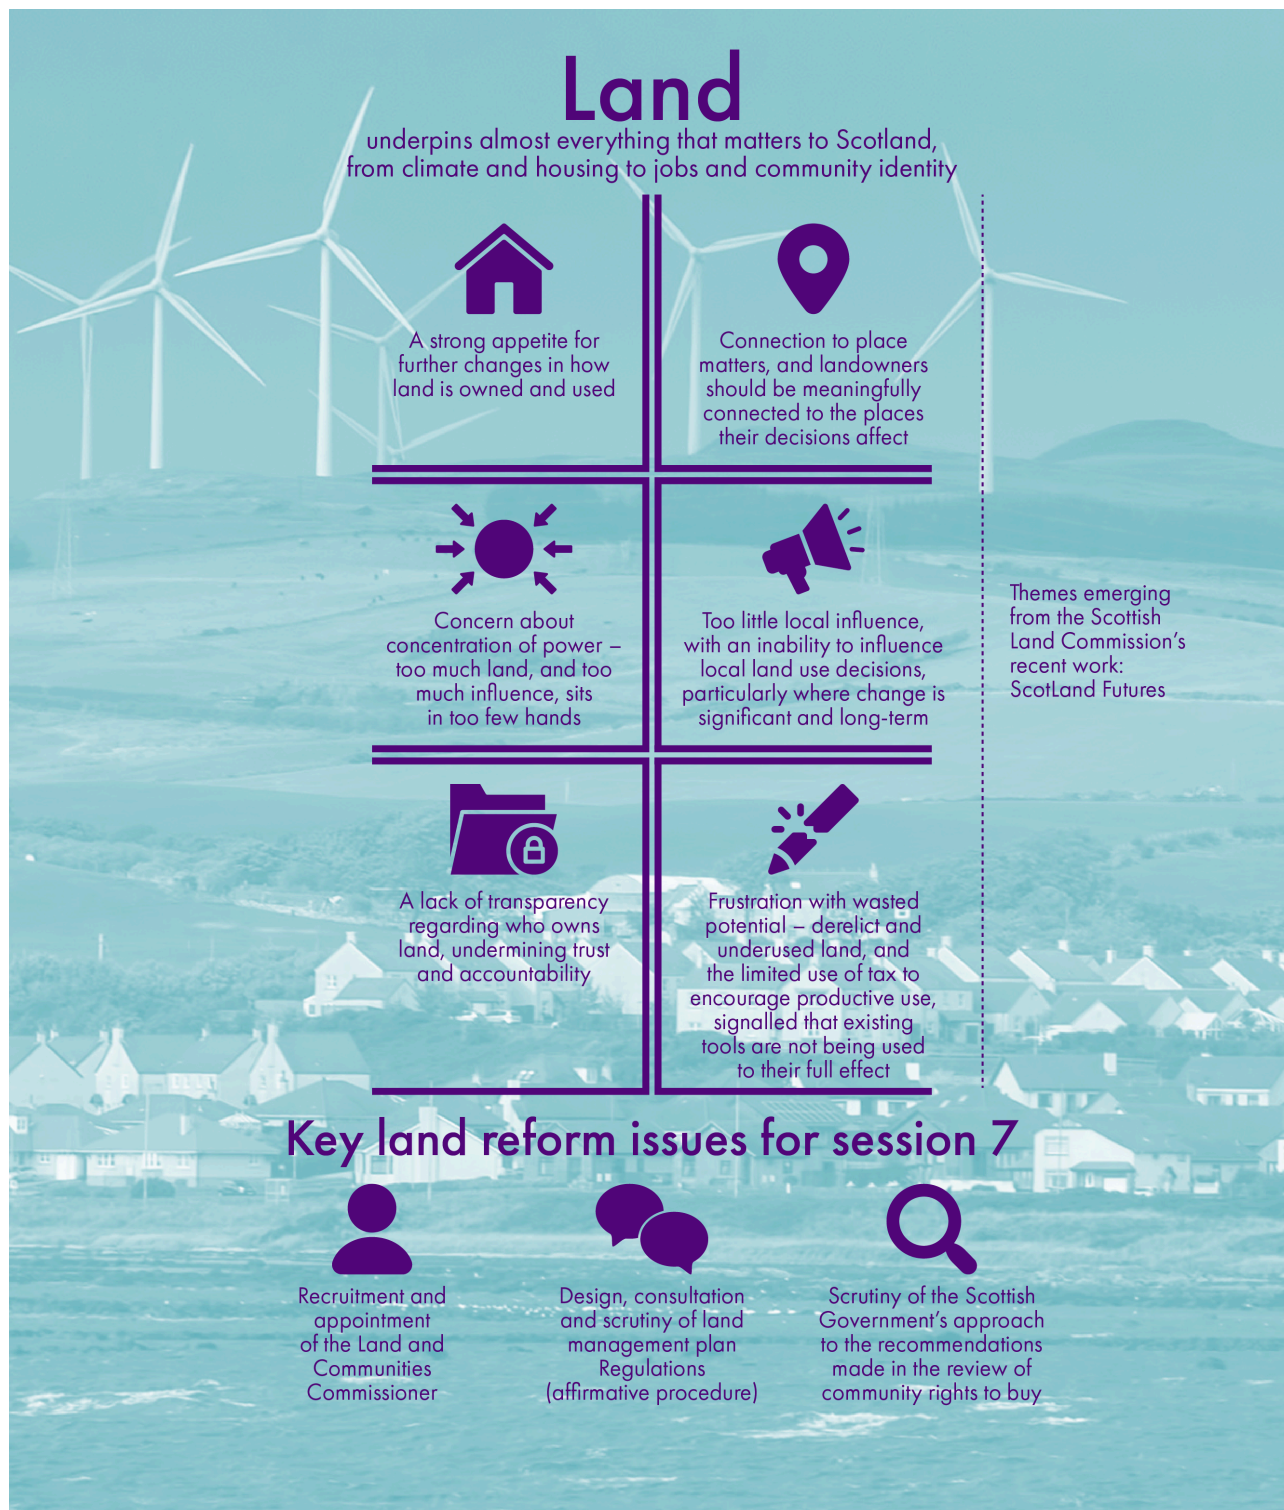 Land
underpins almost everything that matters to Scotland,
from climate and housing to jobs and community identity
A strong appetite for
further changes in how
land is owned and used
Connection to place
matters, and landowners
should be meaningfully
connected to the places
their decisions affect
Concern about
concentration of power –
too much land, and too
much influence, sits
in too few hands
Too little local influence,
with an inability to influence
local land use decisions,
particularly where change is
significant and long-term
A lack of transparency
regarding who owns
land, undermining trust
and accountability
Frustration with wasted
potential – derelict and
underused land, and
the limited use of tax to
encourage productive use,
signalled that existing
tools are not being used
to their full effect
Themes emerging
from the Scottish
Land Commission’s
recent work:
ScotLand Futures
Key land reform issues for session 7
Recruitment and
appointment
of the Land and
Communities
Commissioner
Design, consultation
and scrutiny of land
management plan
Regulations
(affirmative procedure)
Scrutiny of the Scottish
Government’s approach
to the recommendations
made in the review of
community rights to buy